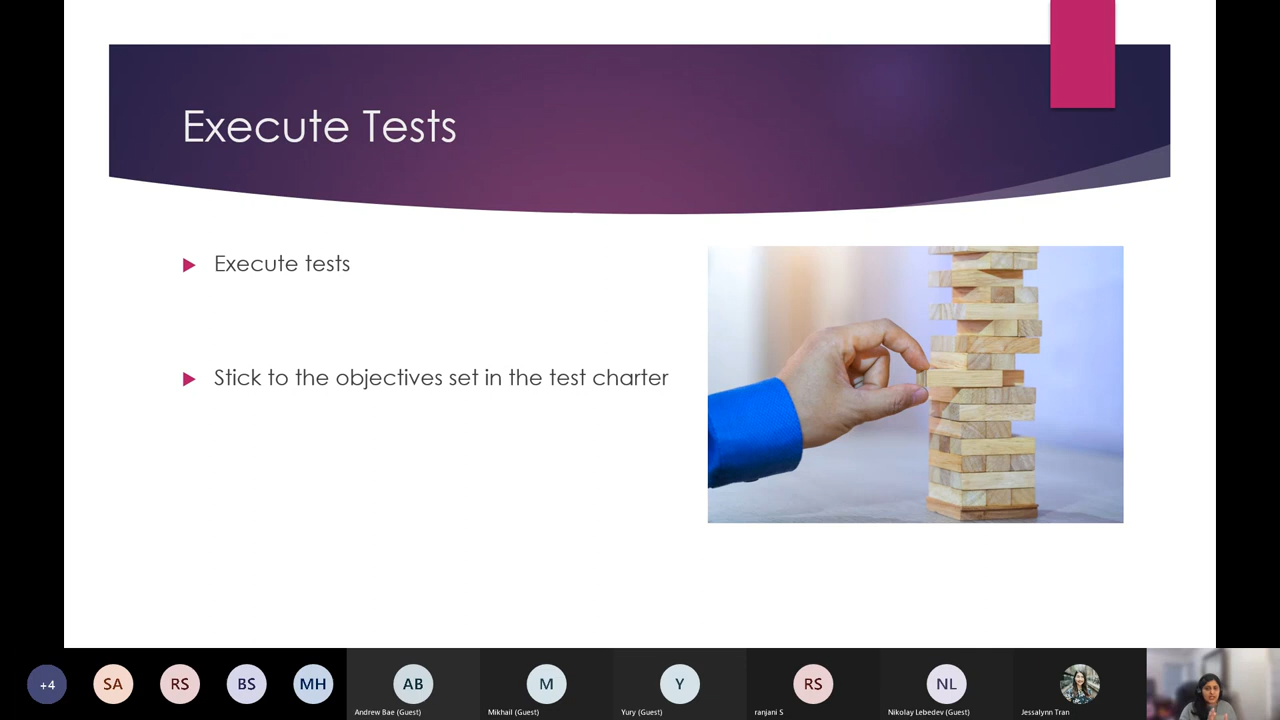 Execute Tests
Execute tests
Stick to the objectives set in the test charter
+4
SA
RS
BS
MH
AB
M
Y
RS
NL
Andrew Bae (Guest)
Mikhail (Guest)
Yury (Guest)
ranjani S
Nikolay Lebedev (Guest)
Jessalynn Tran